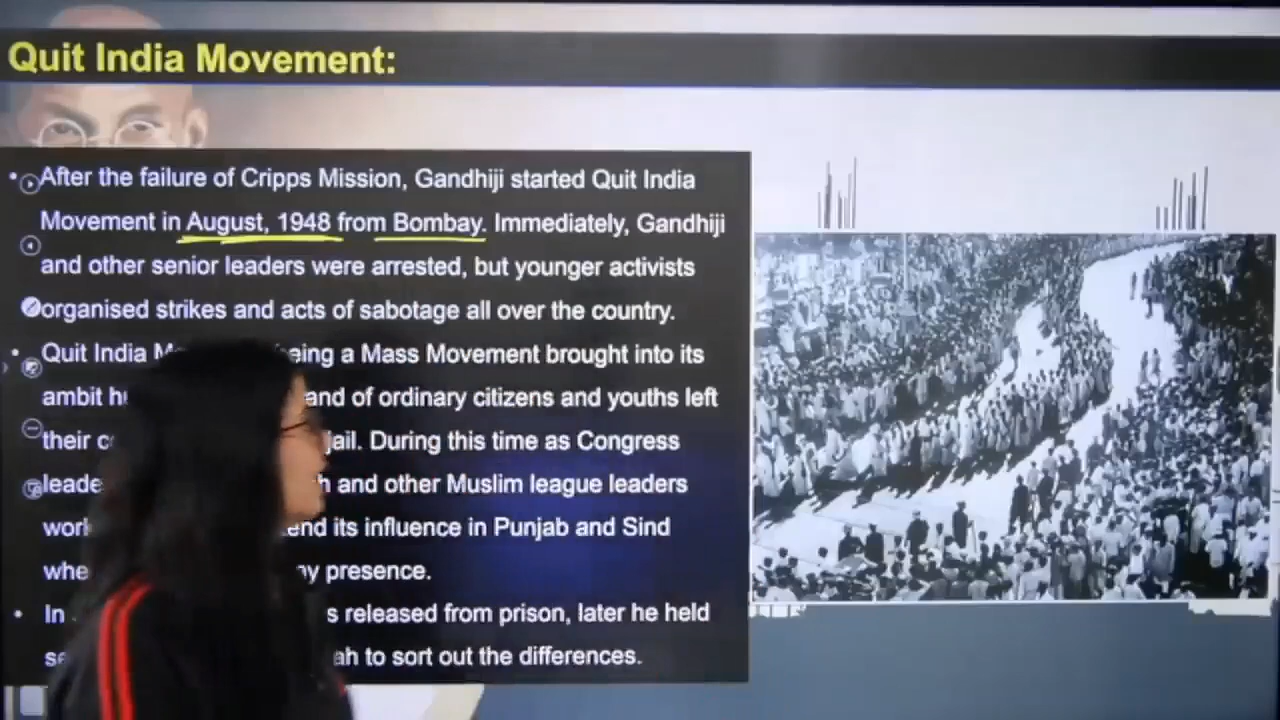 Quit India Movement:
• After the failure of Cripps Mission, Gandhiji started Quit India
Movement in August, 1948 from Bombay. Immediately, Gandhiji
and other senior leaders were arrested, but younger activists
organised strikes and acts of sabotage all over the country.
• Quit India being a Mass Movement brought into its
ambit and of ordinary citizens and youths left
their jail. During this time as Congress
and other Muslim league leaders
its influence in Punjab and Sind
presence.
• In released from prison, later he held
to sort out the differences.